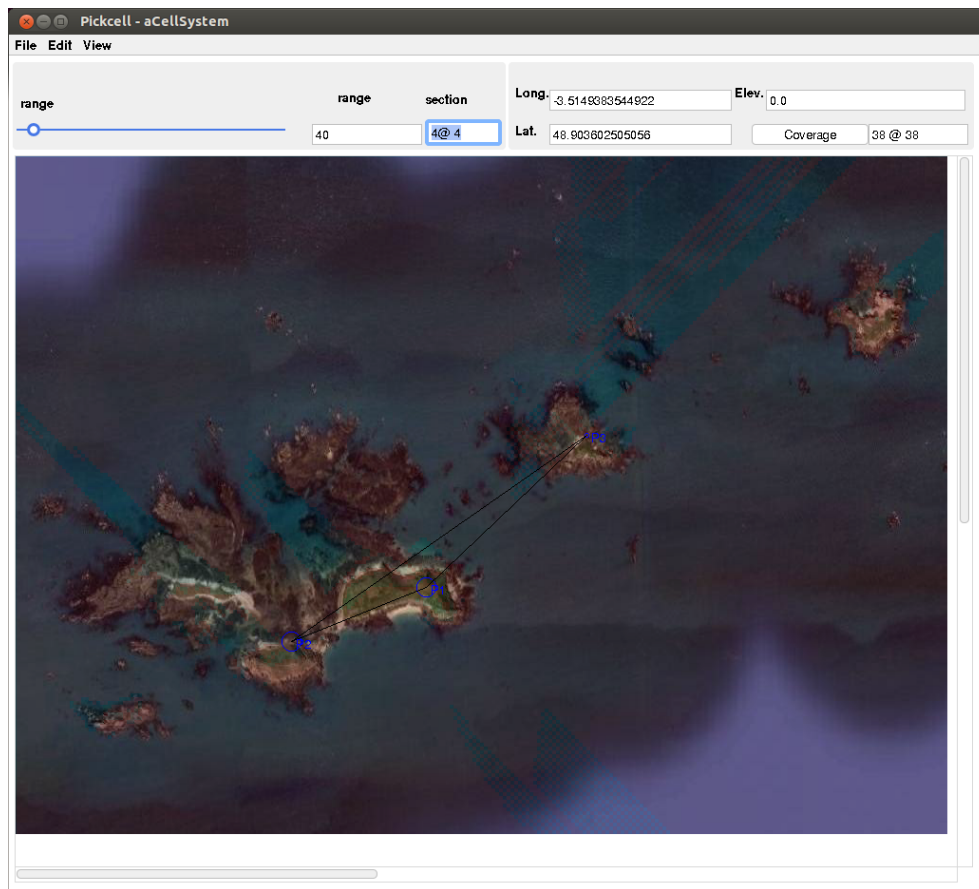 Pickcell - aCellSystem
File Edit View
range
range
section
40
4@ 4
Long. -3.5149383544922
Elev. 0.0
Lat. 48.903602505056
Coverage
38 @ 38
P3
P1
P2